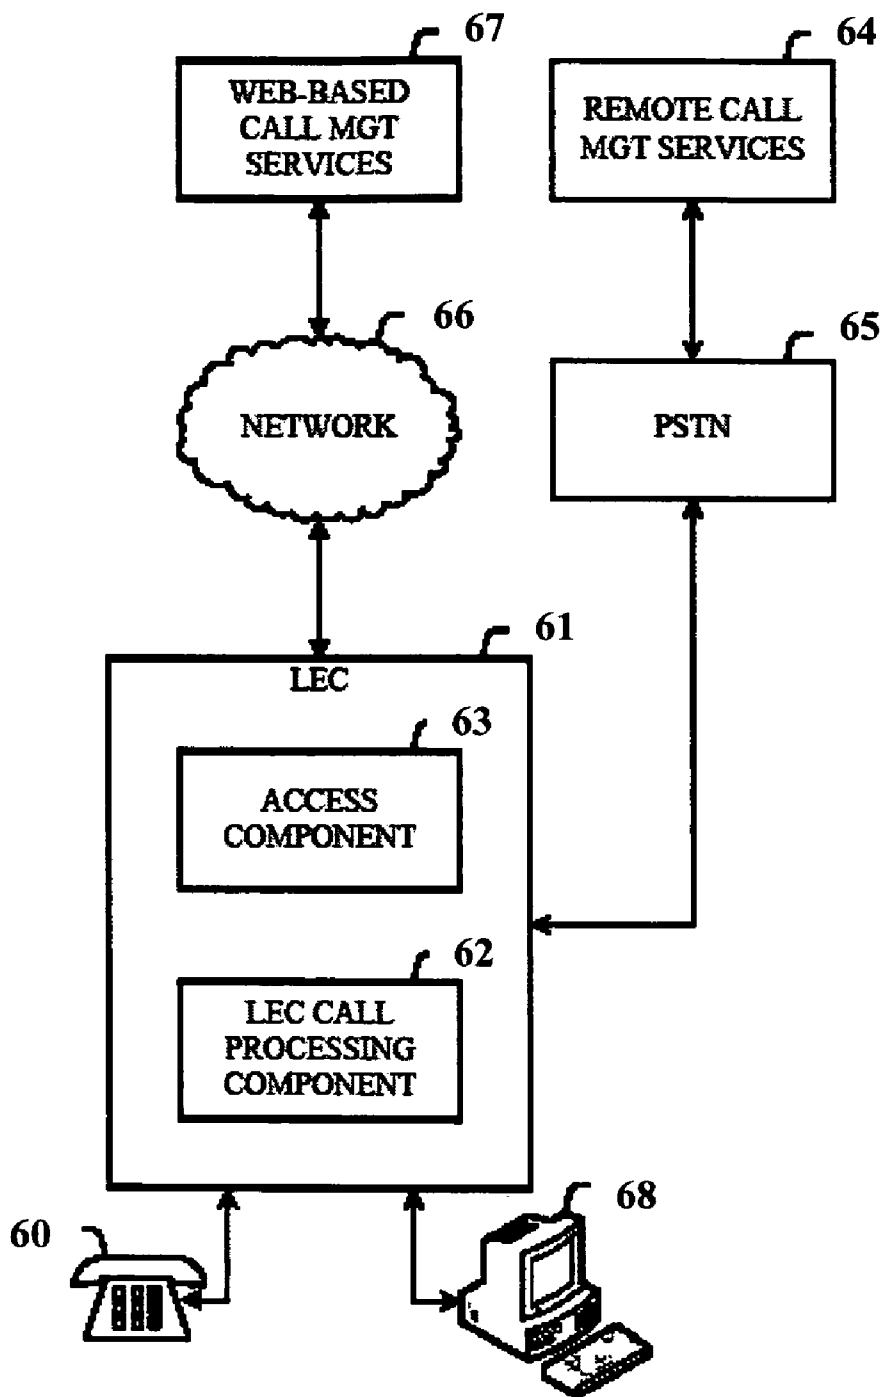 67
WEB-BASED
CALL MGT
SERVICES
64
REMOTE CALL
MGT SERVICES
66
NETWORK
65
PSTN
61
LEC
63
ACCESS
COMPONENT
62
LEC CALL
PROCESSING
COMPONENT
60
68